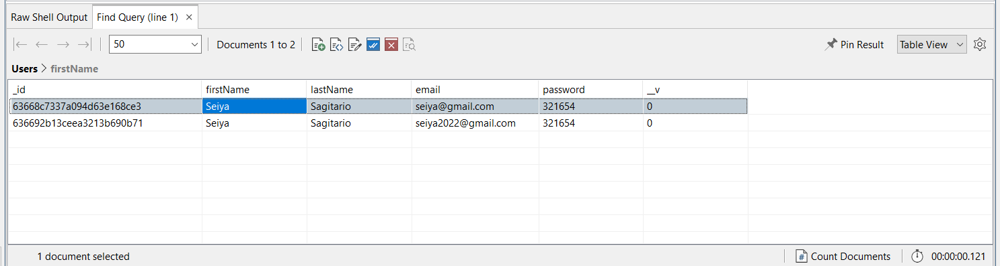 Raw Shell Output Find Query (line 1) ×
50 Documents 1 to 2 Pin Result Table View
Users > firstName
_id firstName lastName email password __v
63668c7337a094d63e168ce3 Seiya Sagitario seiya@gmail.com 321654 0
636692b13ceea3213b690b71 Seiya Sagitario seiya2022@gmail.com 321654 0
1 document selected # Count Documents 00:00:00.121